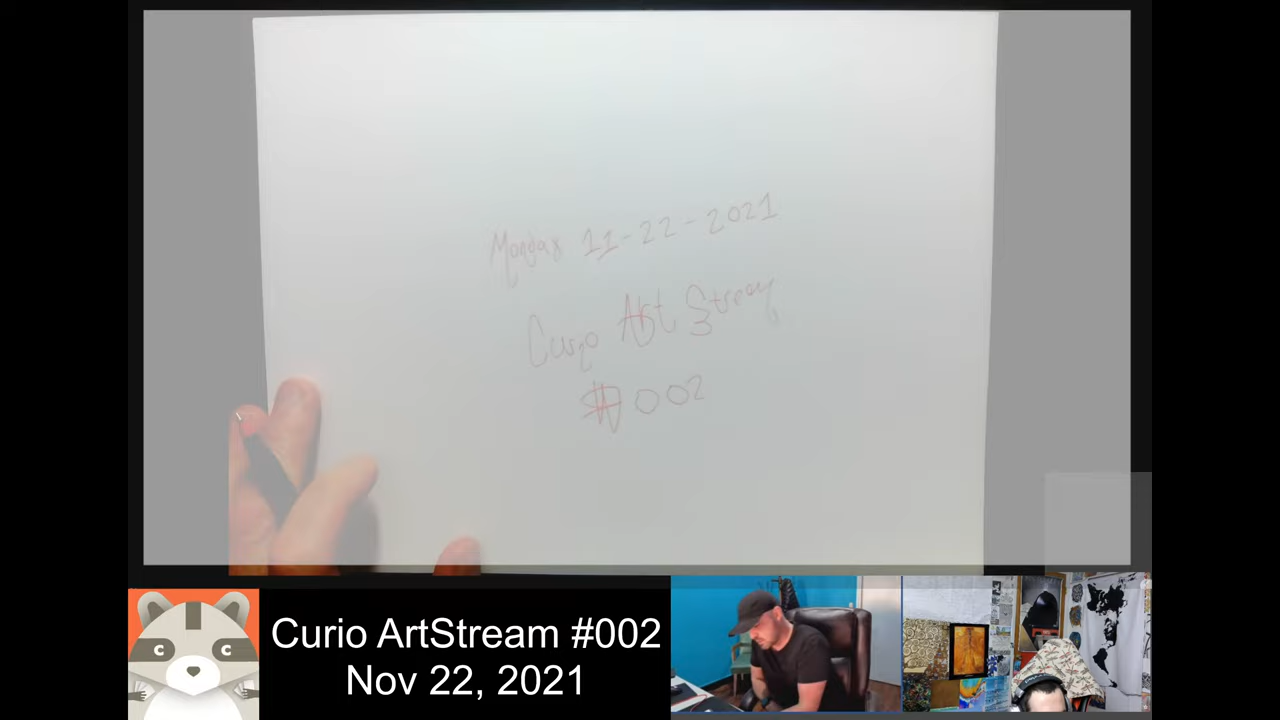 Monday 11-22-2021
Curio Art Stream
#002
Curio ArtStream #002
Nov 22, 2021